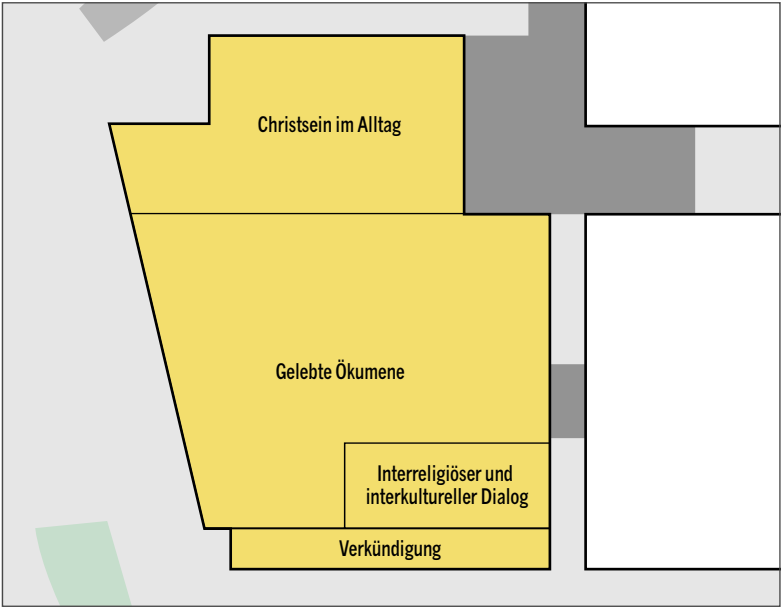 Christsein im Alltag
Gelebte Ökumene
Interreligiöser und
interkultureller Dialog
Verkündigung